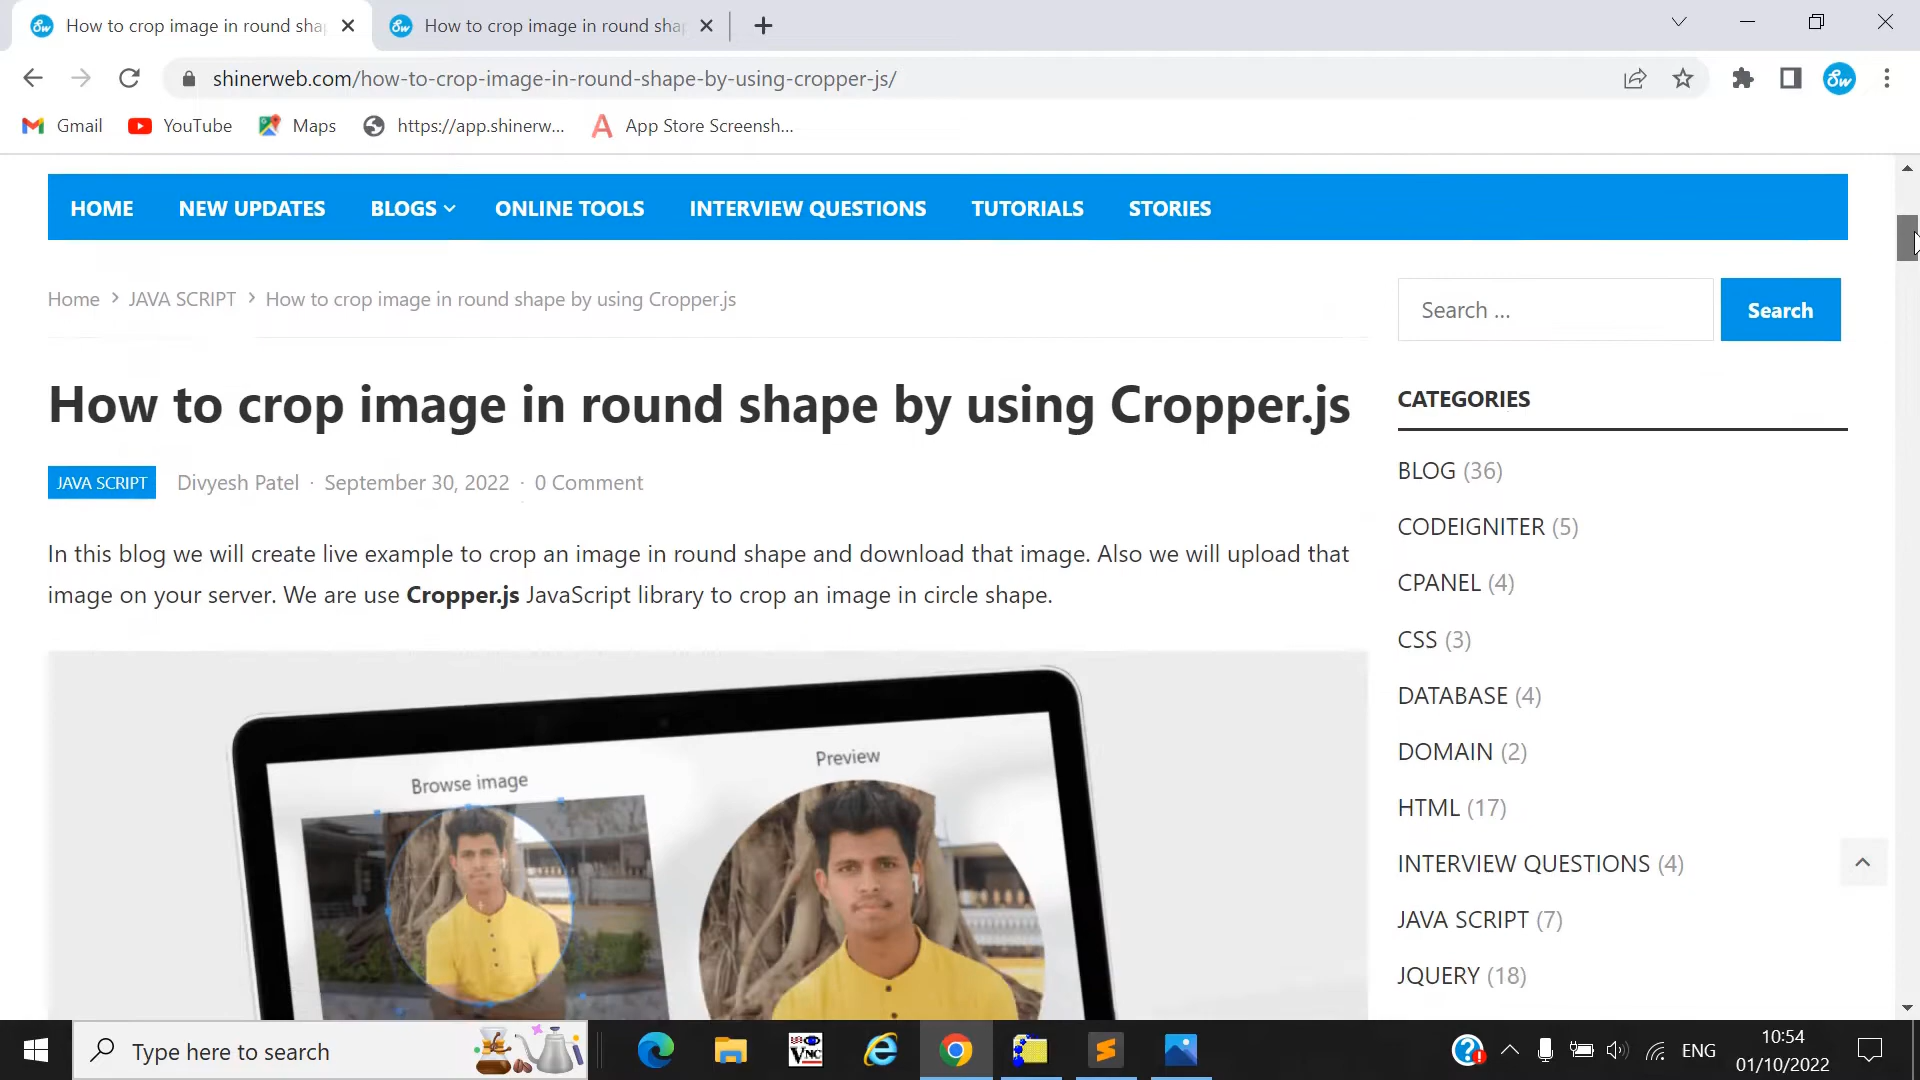 How to crop image in round sha
How to crop image in round sha
shinerweb.com/how-to-crop-image-in-round-shape-by-using-cropper-js/
Sw
Gmail
YouTube
Maps
https://app.shinerw...
App Store Screensh...
HOME
NEW UPDATES
BLOGS
ONLINE TOOLS
INTERVIEW QUESTIONS
TUTORIALS
STORIES
Home > JAVA SCRIPT > How to crop image in round shape by using Cropper.js
Search ...
Search
How to crop image in round shape by using Cropper.js
JAVA SCRIPT Divyesh Patel · September 30, 2022 · 0 Comment
In this blog we will create live example to crop an image in round shape and download that image. Also we will upload that
image on your server. We are use Cropper.js JavaScript library to crop an image in circle shape.
Browse image
Preview
CATEGORIES
BLOG (36)
CODEIGNITER (5)
CPANEL (4)
CSS (3)
DATABASE (4)
DOMAIN (2)
HTML (17)
INTERVIEW QUESTIONS (4)
JAVA SCRIPT (7)
JQUERY (18)
Type here to search
VNC
ENG
10:54
01/10/2022